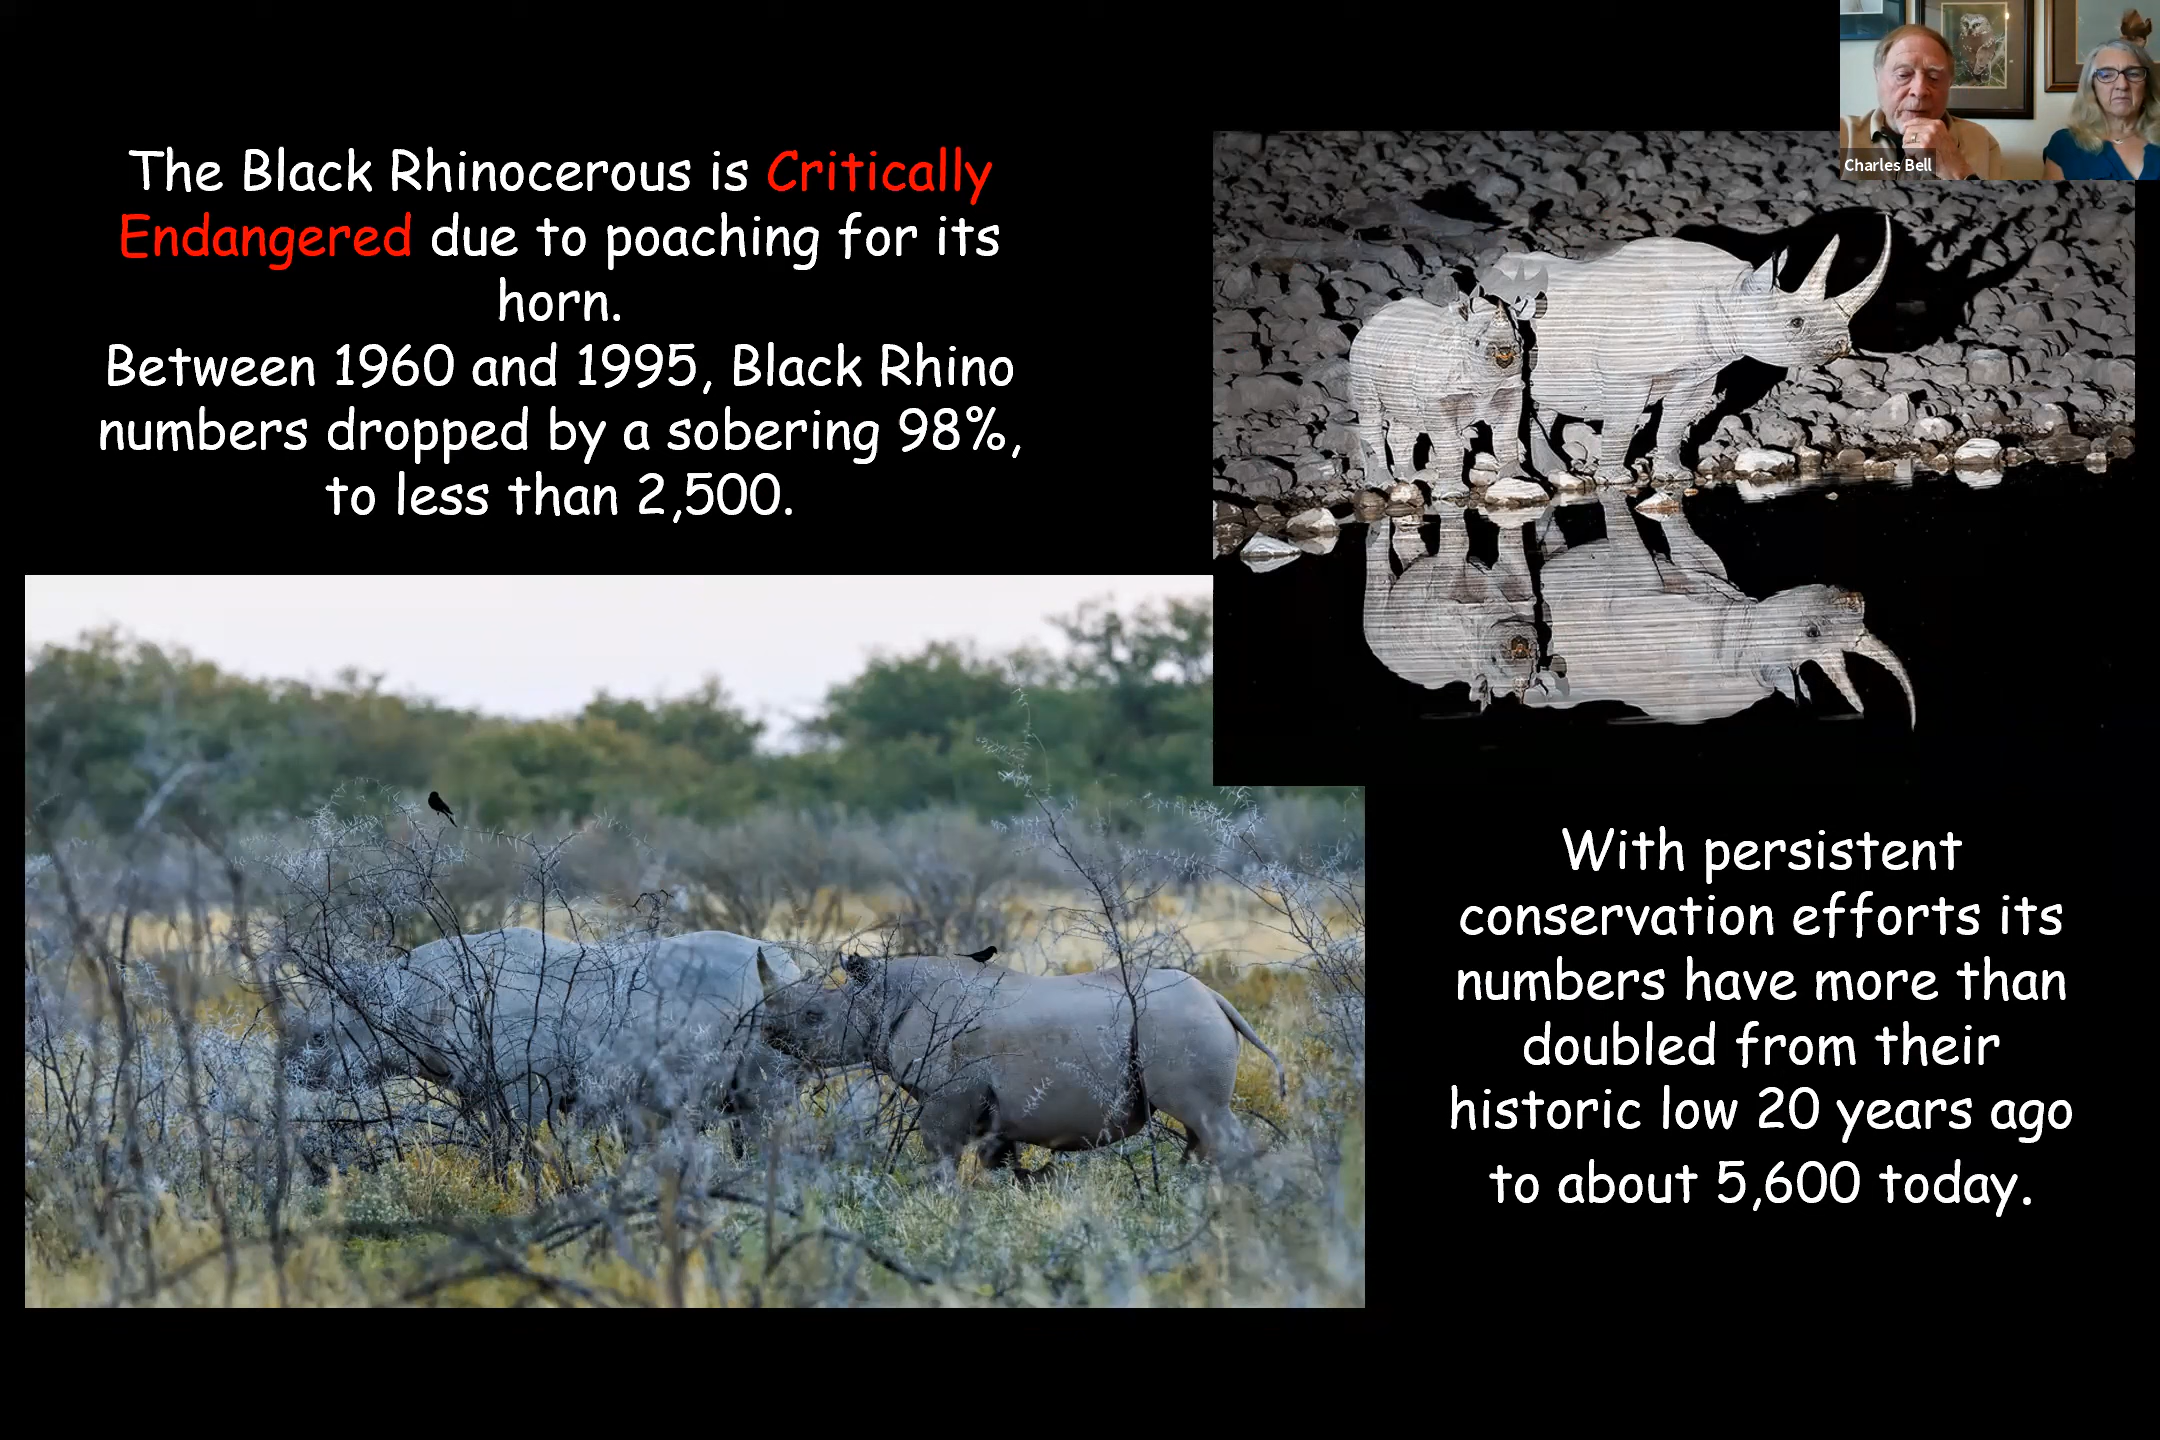 The Black Rhinocerous is Critically
Endangered due to poaching for its
horn.
Between 1960 and 1995, Black Rhino
numbers dropped by a sobering 98%,
to less than 2,500.
Charles Bell
With persistent
conservation efforts its
numbers have more than
doubled from their
historic low 20 years ago
to about 5,600 today.